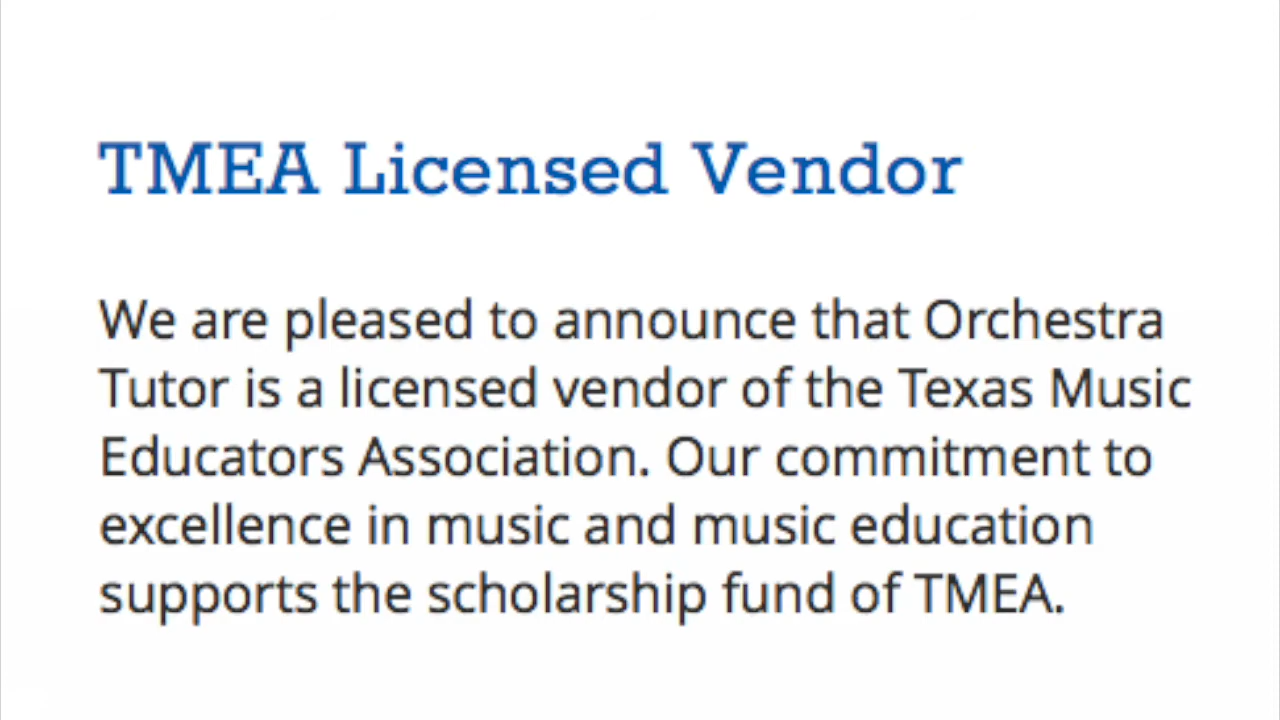 TMEA Licensed Vendor
We are pleased to announce that Orchestra
Tutor is a licensed vendor of the Texas Music
Educators Association. Our commitment to
excellence in music and music education
supports the scholarship fund of TMEA.